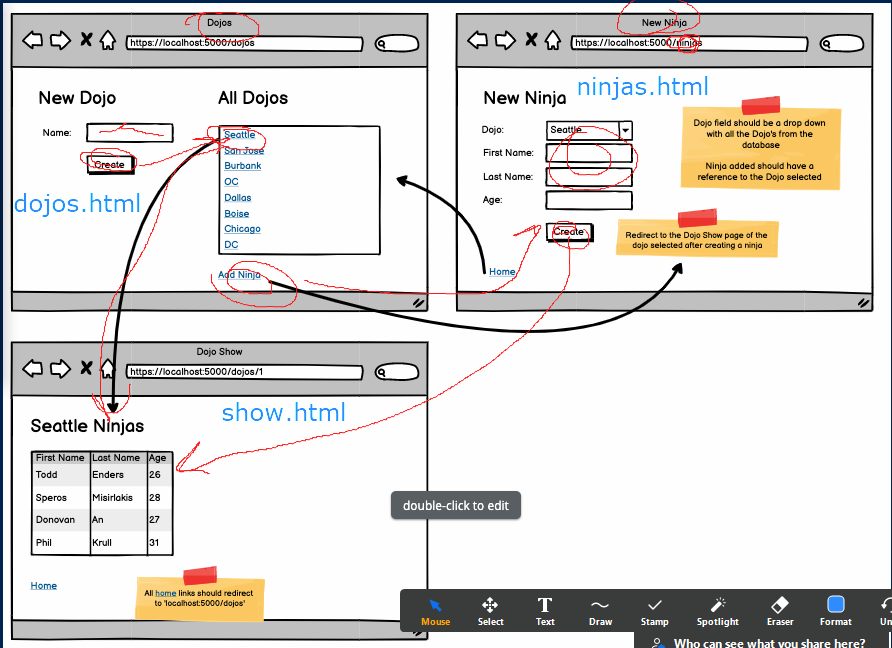 Dojos
https://localhost:5000/dojos
New Dojo
All Dojos
Name:
Create
Seattle
San Jose
Burbank
OC
Dallas
Boise
Chicago
DC
Add Ninja
dojos.html
New Ninja
https://localhost:5000/ninjas
New Ninja
ninjas.html
Dojo:
Seattle
First Name:
Last Name:
Age:
Create
Home
Dojo field should be a drop down
with all the Dojo's from the
database
Ninja added should have a
reference to the Dojo selected
Redirect to the Dojo Show page of the
dojo selected after creating a ninja
Dojo Show
https://localhost:5000/dojos/1
show.html
Seattle Ninjas
First Name Last Name Age
Todd Enders 26
Speros Misirlakis 28
Donovan An 27
Phil Krull 31
Home
All home links should redirect
to 'localhost:5000/dojos'
double-click to edit
Mouse Select Text Draw Stamp Spotlight Eraser Format Un
Who can see what you share here?